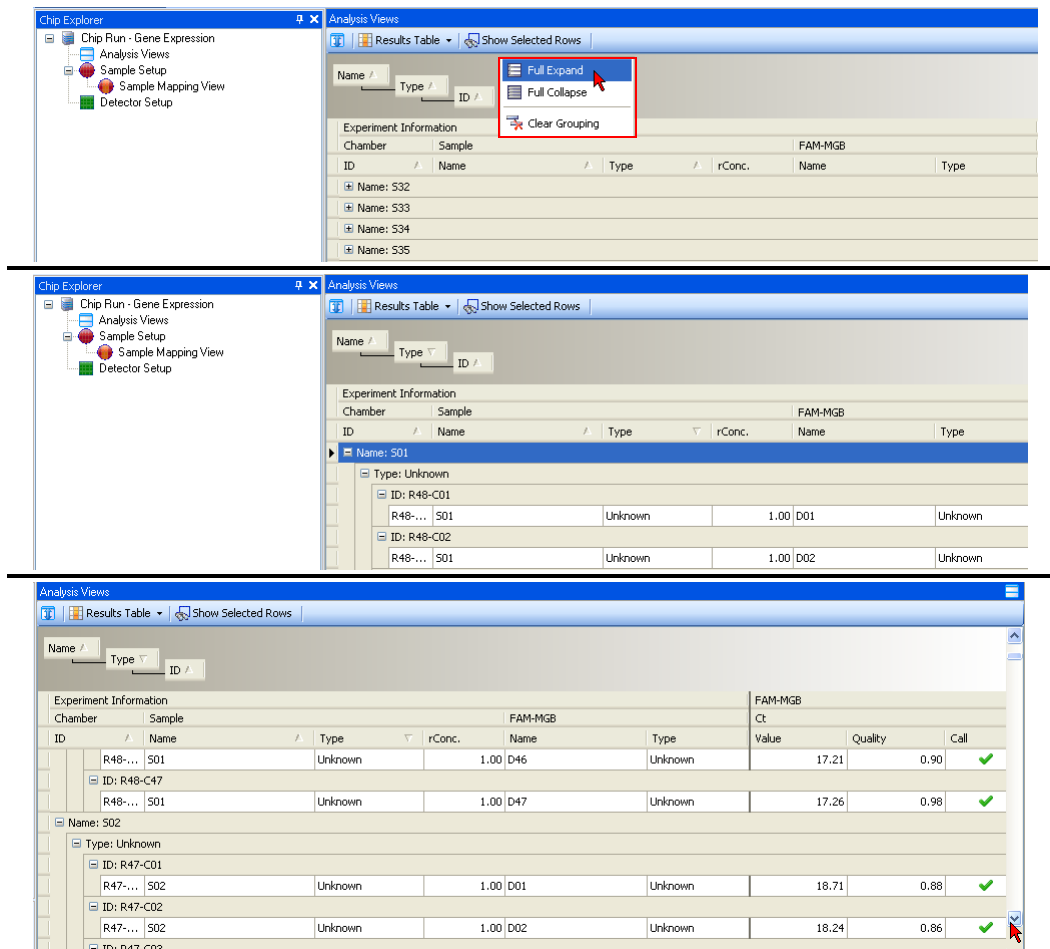 Chip Explorer
Chip Run - Gene Expression
Analysis Views
Sample Setup
Sample Mapping View
Detector Setup
Analysis Views
Results Table Show Selected Rows
Name
Type
ID
Full Expand
Full Collapse
Clear Grouping
Experiment Information
Chamber Sample FAM-MGB
ID Name Type rConc. Name Type
Name: S32
Name: S33
Name: S34
Name: S35
Chip Explorer
Chip Run - Gene Expression
Analysis Views
Sample Setup
Sample Mapping View
Detector Setup
Analysis Views
Results Table Show Selected Rows
Name
Type
ID
Experiment Information
Chamber Sample FAM-MGB
ID Name Type rConc. Name Type
Name: S01
Type: Unknown
ID: R48-C01
R48-... S01 Unknown 1.00 D01 Unknown
ID: R48-C02
R48-... S01 Unknown 1.00 D02 Unknown
Analysis Views
Results Table Show Selected Rows
Name
Type
ID
Experiment Information FAM-MGB
Chamber Sample FAM-MGB Ct
ID Name Type rConc. Name Type Value Quality Call
R48-... S01 Unknown 1.00 D46 Unknown 17.21 0.90
ID: R48-C47
R48-... S01 Unknown 1.00 D47 Unknown 17.26 0.98
Name: S02
Type: Unknown
ID: R47-C01
R47-... S02 Unknown 1.00 D01 Unknown 18.71 0.88
ID: R47-C02
R47-... S02 Unknown 1.00 D02 Unknown 18.24 0.86
ID: R47-C03